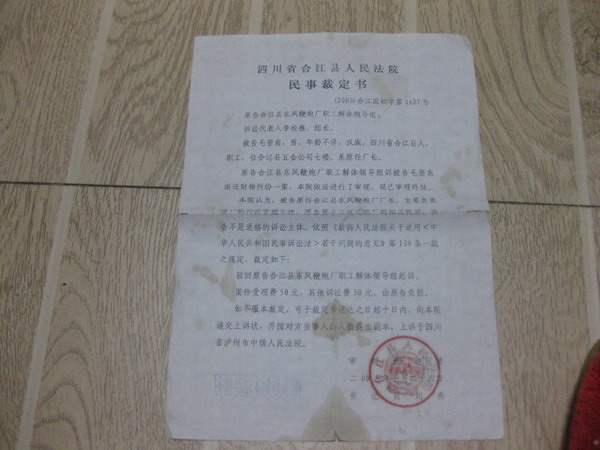 四川省合江县人民法院
民事裁定书
(2003)合江民初字第1627号
原告合江县东风鞭炮厂职工解体领导组。
诉讼代表人李松植，组长。
被告毛登前，男，年龄不详，汉族，四川省合江县人，
职工，住合江县五金公司七楼，系原任厂长。
原告合江县东风鞭炮厂职工解体领导组诉被告毛登
退还财物纠纷一案，本院依法进行了审理，现已审理终结。
本院认为，被告原任合江县东风鞭炮厂厂长，
告不是适格的诉讼主体。依照《最高人民法院关于适用<中
华人民共和国民事诉讼法>若干问题的意见》第139条一款
之规定，裁定如下：
驳回原告合江县东风鞭炮厂职工解体领导组起诉。
案件受理费50元，其他诉讼费50元，由原告负担。
如不服本裁定，可于裁定书送达之日起十日内，向本院
递交上诉状，并按对方当事人的人数提出副本，上诉于四川
省泸州市中级人民法院。
审
二00
书记员